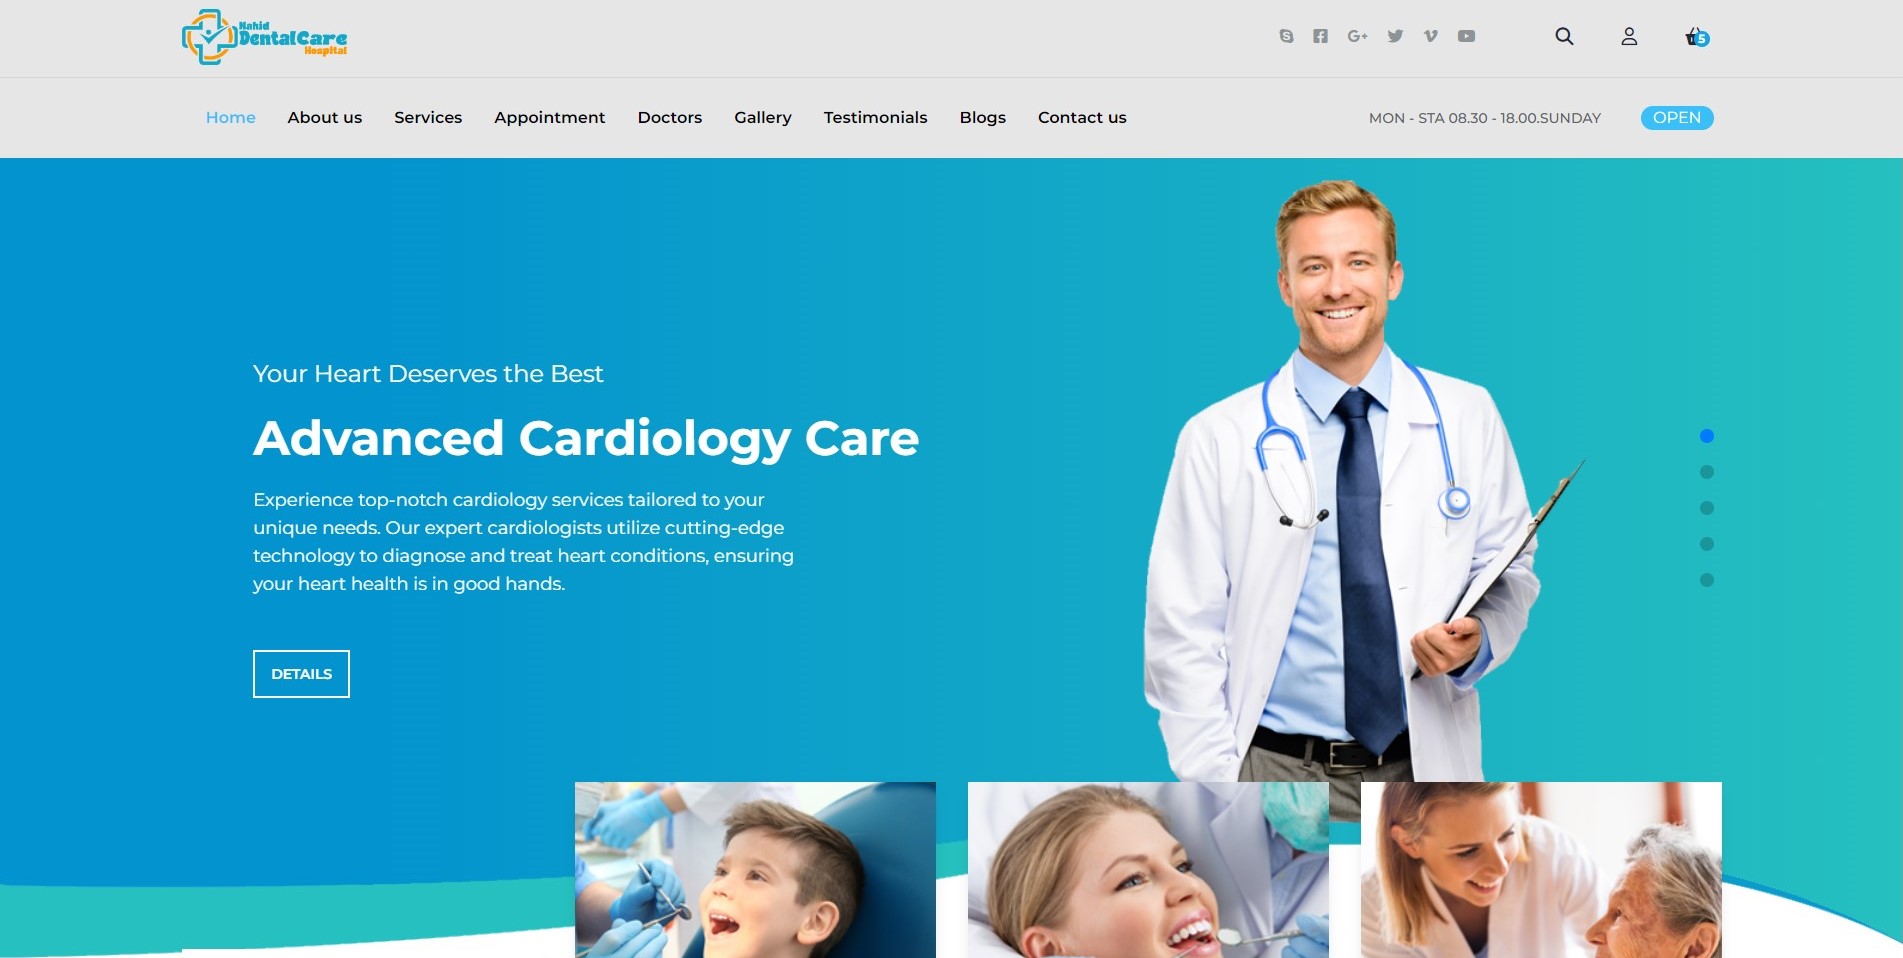 Nahid
DentalCare
Hospital
5
Home About us Services Appointment Doctors Gallery Testimonials Blogs Contact us MON - STA 08.30 - 18.00.SUNDAY OPEN
Your Heart Deserves the Best
Advanced Cardiology Care
Experience top-notch cardiology services tailored to your
unique needs. Our expert cardiologists utilize cutting-edge
technology to diagnose and treat heart conditions, ensuring
your heart health is in good hands.
DETAILS